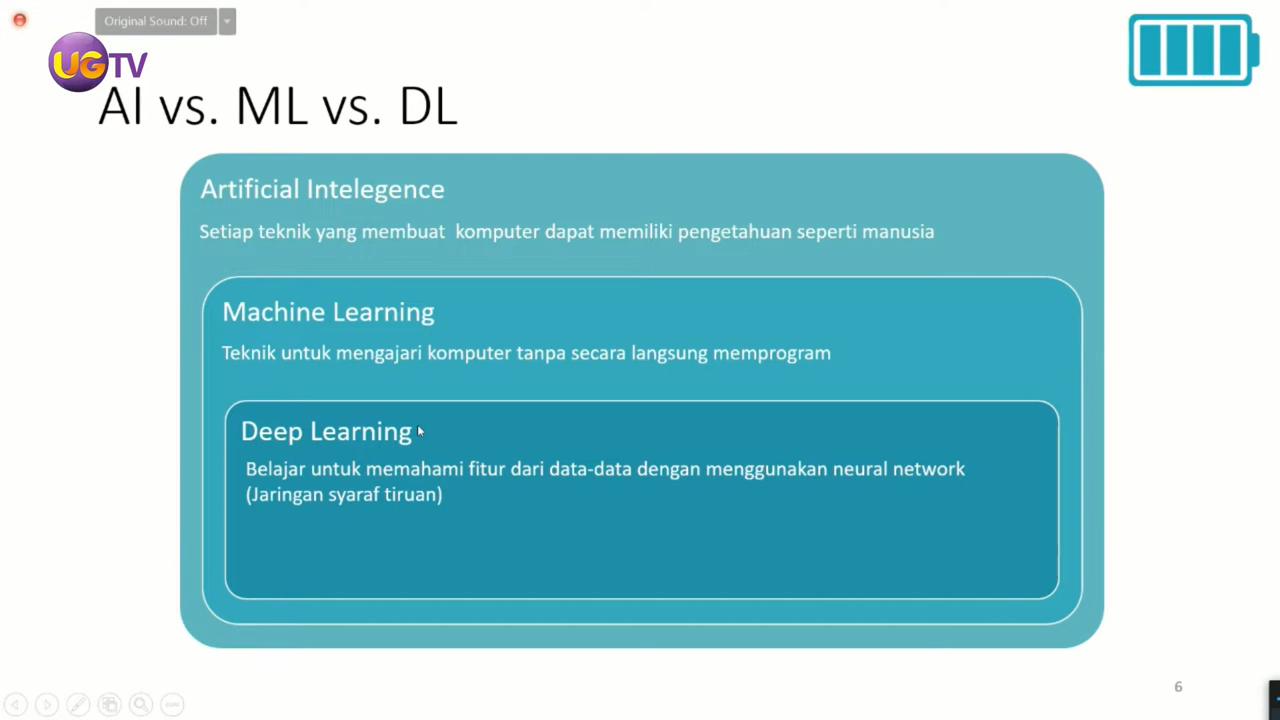 Original Sound: Off
UGTV
AI vs. ML vs. DL
Artificial Intelegence
Setiap teknik yang membuat komputer dapat memiliki pengetahuan seperti manusia
Machine Learning
Teknik untuk mengajari komputer tanpa secara langsung memprogram
Deep Learning
Belajar untuk memahami fitur dari data-data dengan menggunakan neural network
(Jaringan syaraf tiruan)
6